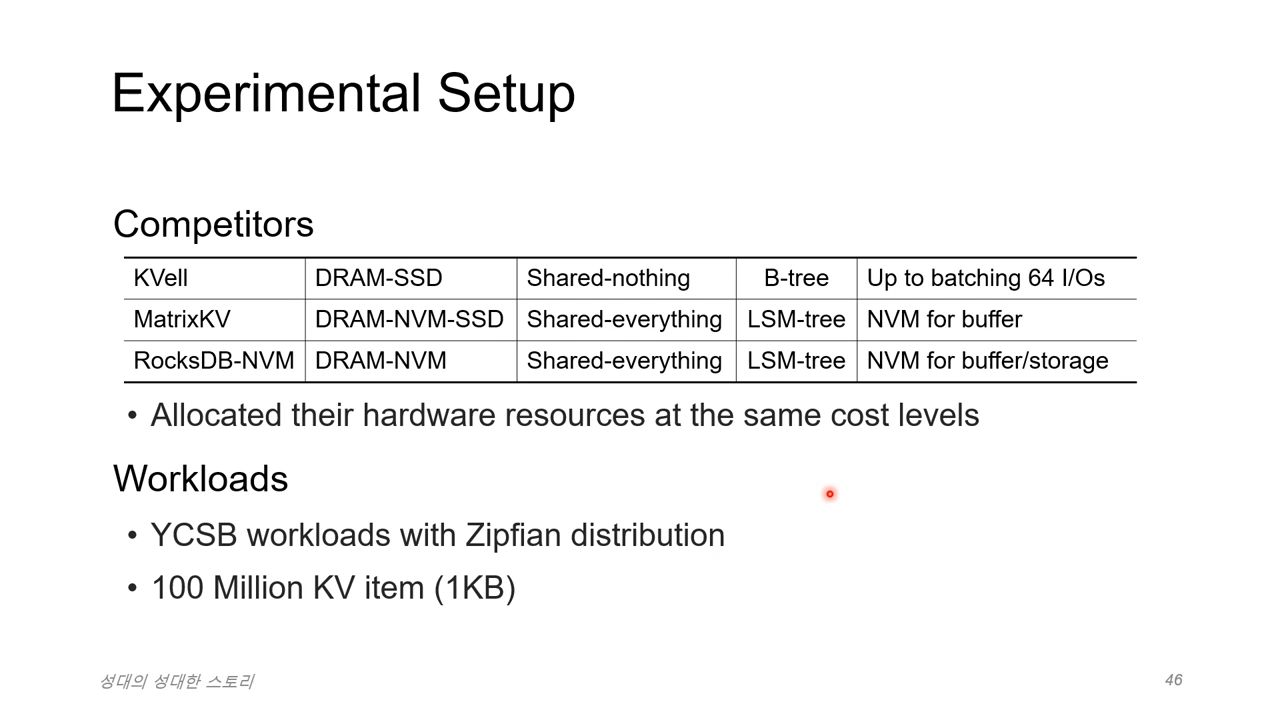 Experimental Setup
Competitors
KVell DRAM-SSD Shared-nothing B-tree Up to batching 64 I/Os
MatrixKV DRAM-NVM-SSD Shared-everything LSM-tree NVM for buffer
RocksDB-NVM DRAM-NVM Shared-everything LSM-tree NVM for buffer/storage
• Allocated their hardware resources at the same cost levels
Workloads
• YCSB workloads with Zipfian distribution
• 100 Million KV item (1KB)
성대의 성대한 스토리 46